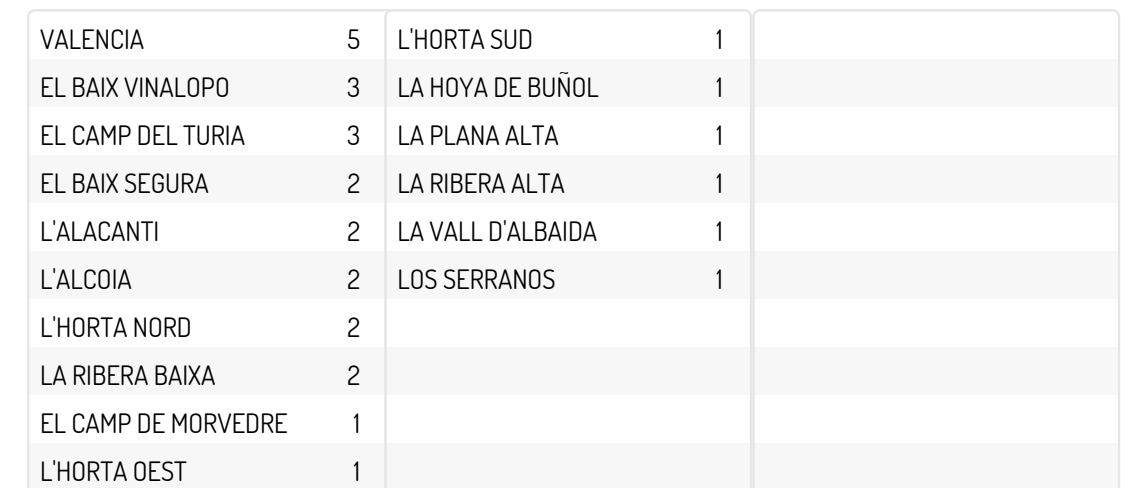 VALENCIA 5
EL BAIX VINALOPO 3
EL CAMP DEL TURIA 3
EL BAIX SEGURA 2
L'ALACANTI 2
L'ALCOIA 2
L'HORTA NORD 2
LA RIBERA BAIXA 2
EL CAMP DE MORVEDRE 1
L'HORTA OEST 1
L'HORTA SUD 1
LA HOYA DE BUÑOL 1
LA PLANA ALTA 1
LA RIBERA ALTA 1
LA VALL D'ALBAIDA 1
LOS SERRANOS 1